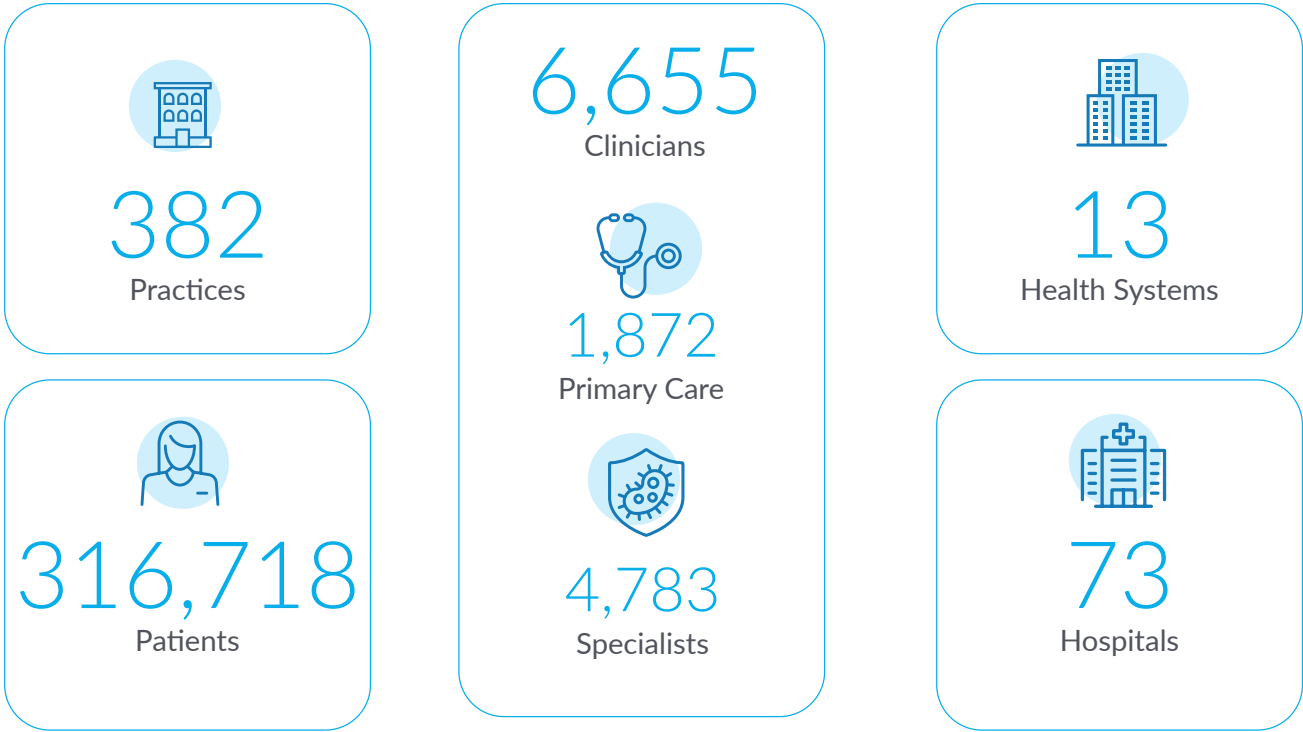 382
Practices
316,718
Patients
6,655
Clinicians
1,872
Primary Care
4,783
Specialists
13
Health Systems
73
Hospitals